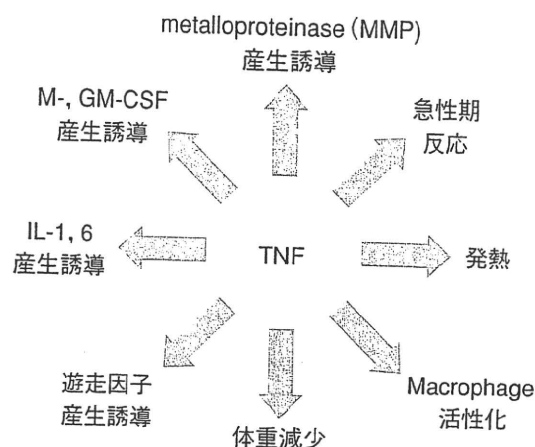 metalloproteinase (MMP)
産生誘導
M-, GM-CSF
産生誘導
急性期
反応
IL-1, 6
産生誘導
TNF
発熱
遊走因子
産生誘導
体重減少
Macrophage
活性化